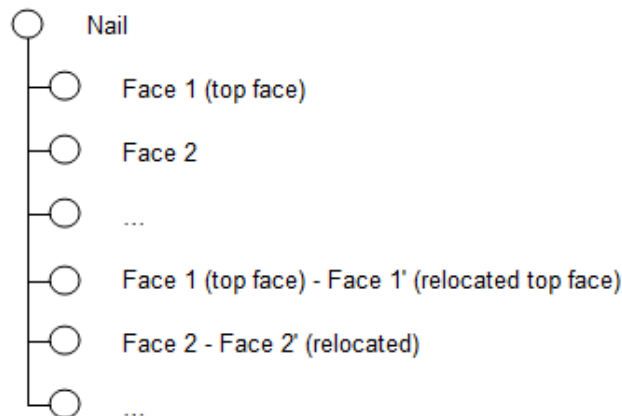 Nail
Face 1 (top face)
Face 2
...
Face 1 (top face) - Face 1' (relocated top face)
Face 2 - Face 2' (relocated)
...